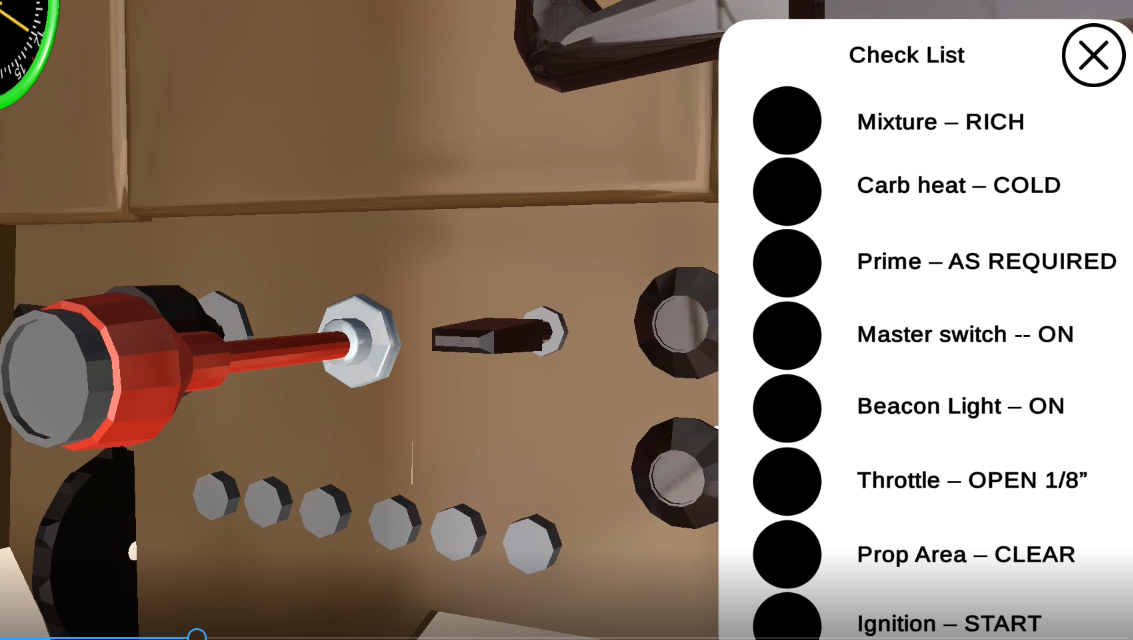 Check List
Mixture – RICH
Carb heat – COLD
Prime – AS REQUIRED
Master switch -- ON
Beacon Light – ON
Throttle – OPEN 1/8”
Prop Area – CLEAR
Ignition – START